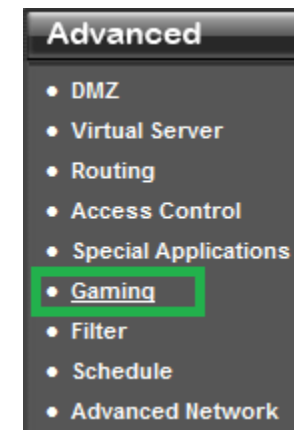 Advanced
DMZ
Virtual Server
Routing
Access Control
Special Applications
Gaming
Filter
Schedule
Advanced Network